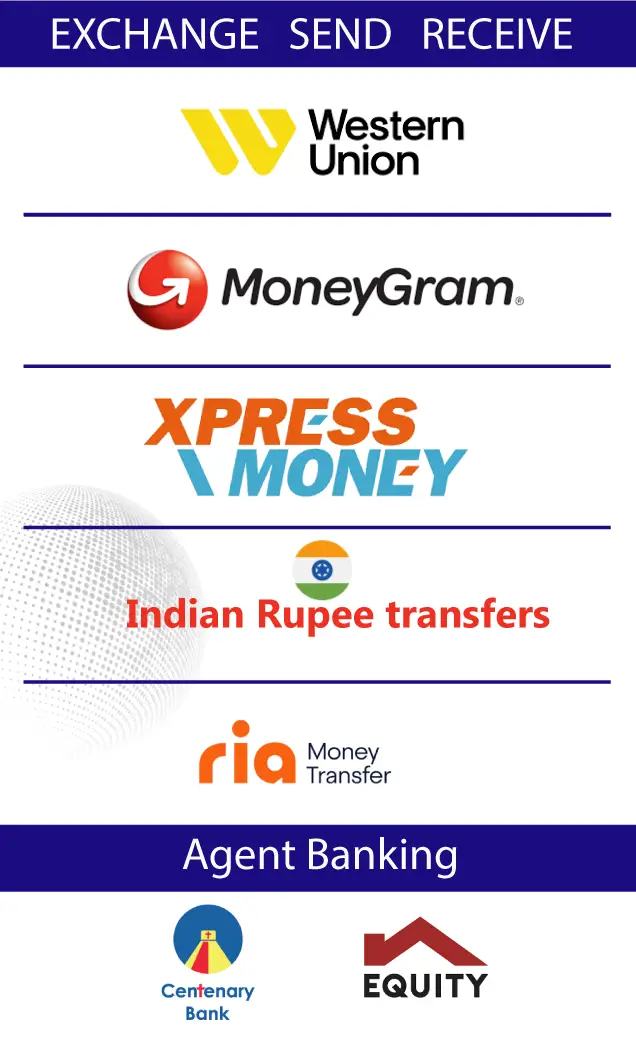 EXCHANGE SEND RECEIVE
Western
Union
MoneyGram®
XPRESS
MONEY
Indian Rupee transfers
ria Money
Transfer
Agent Banking
Centenary
Bank
EQUITY